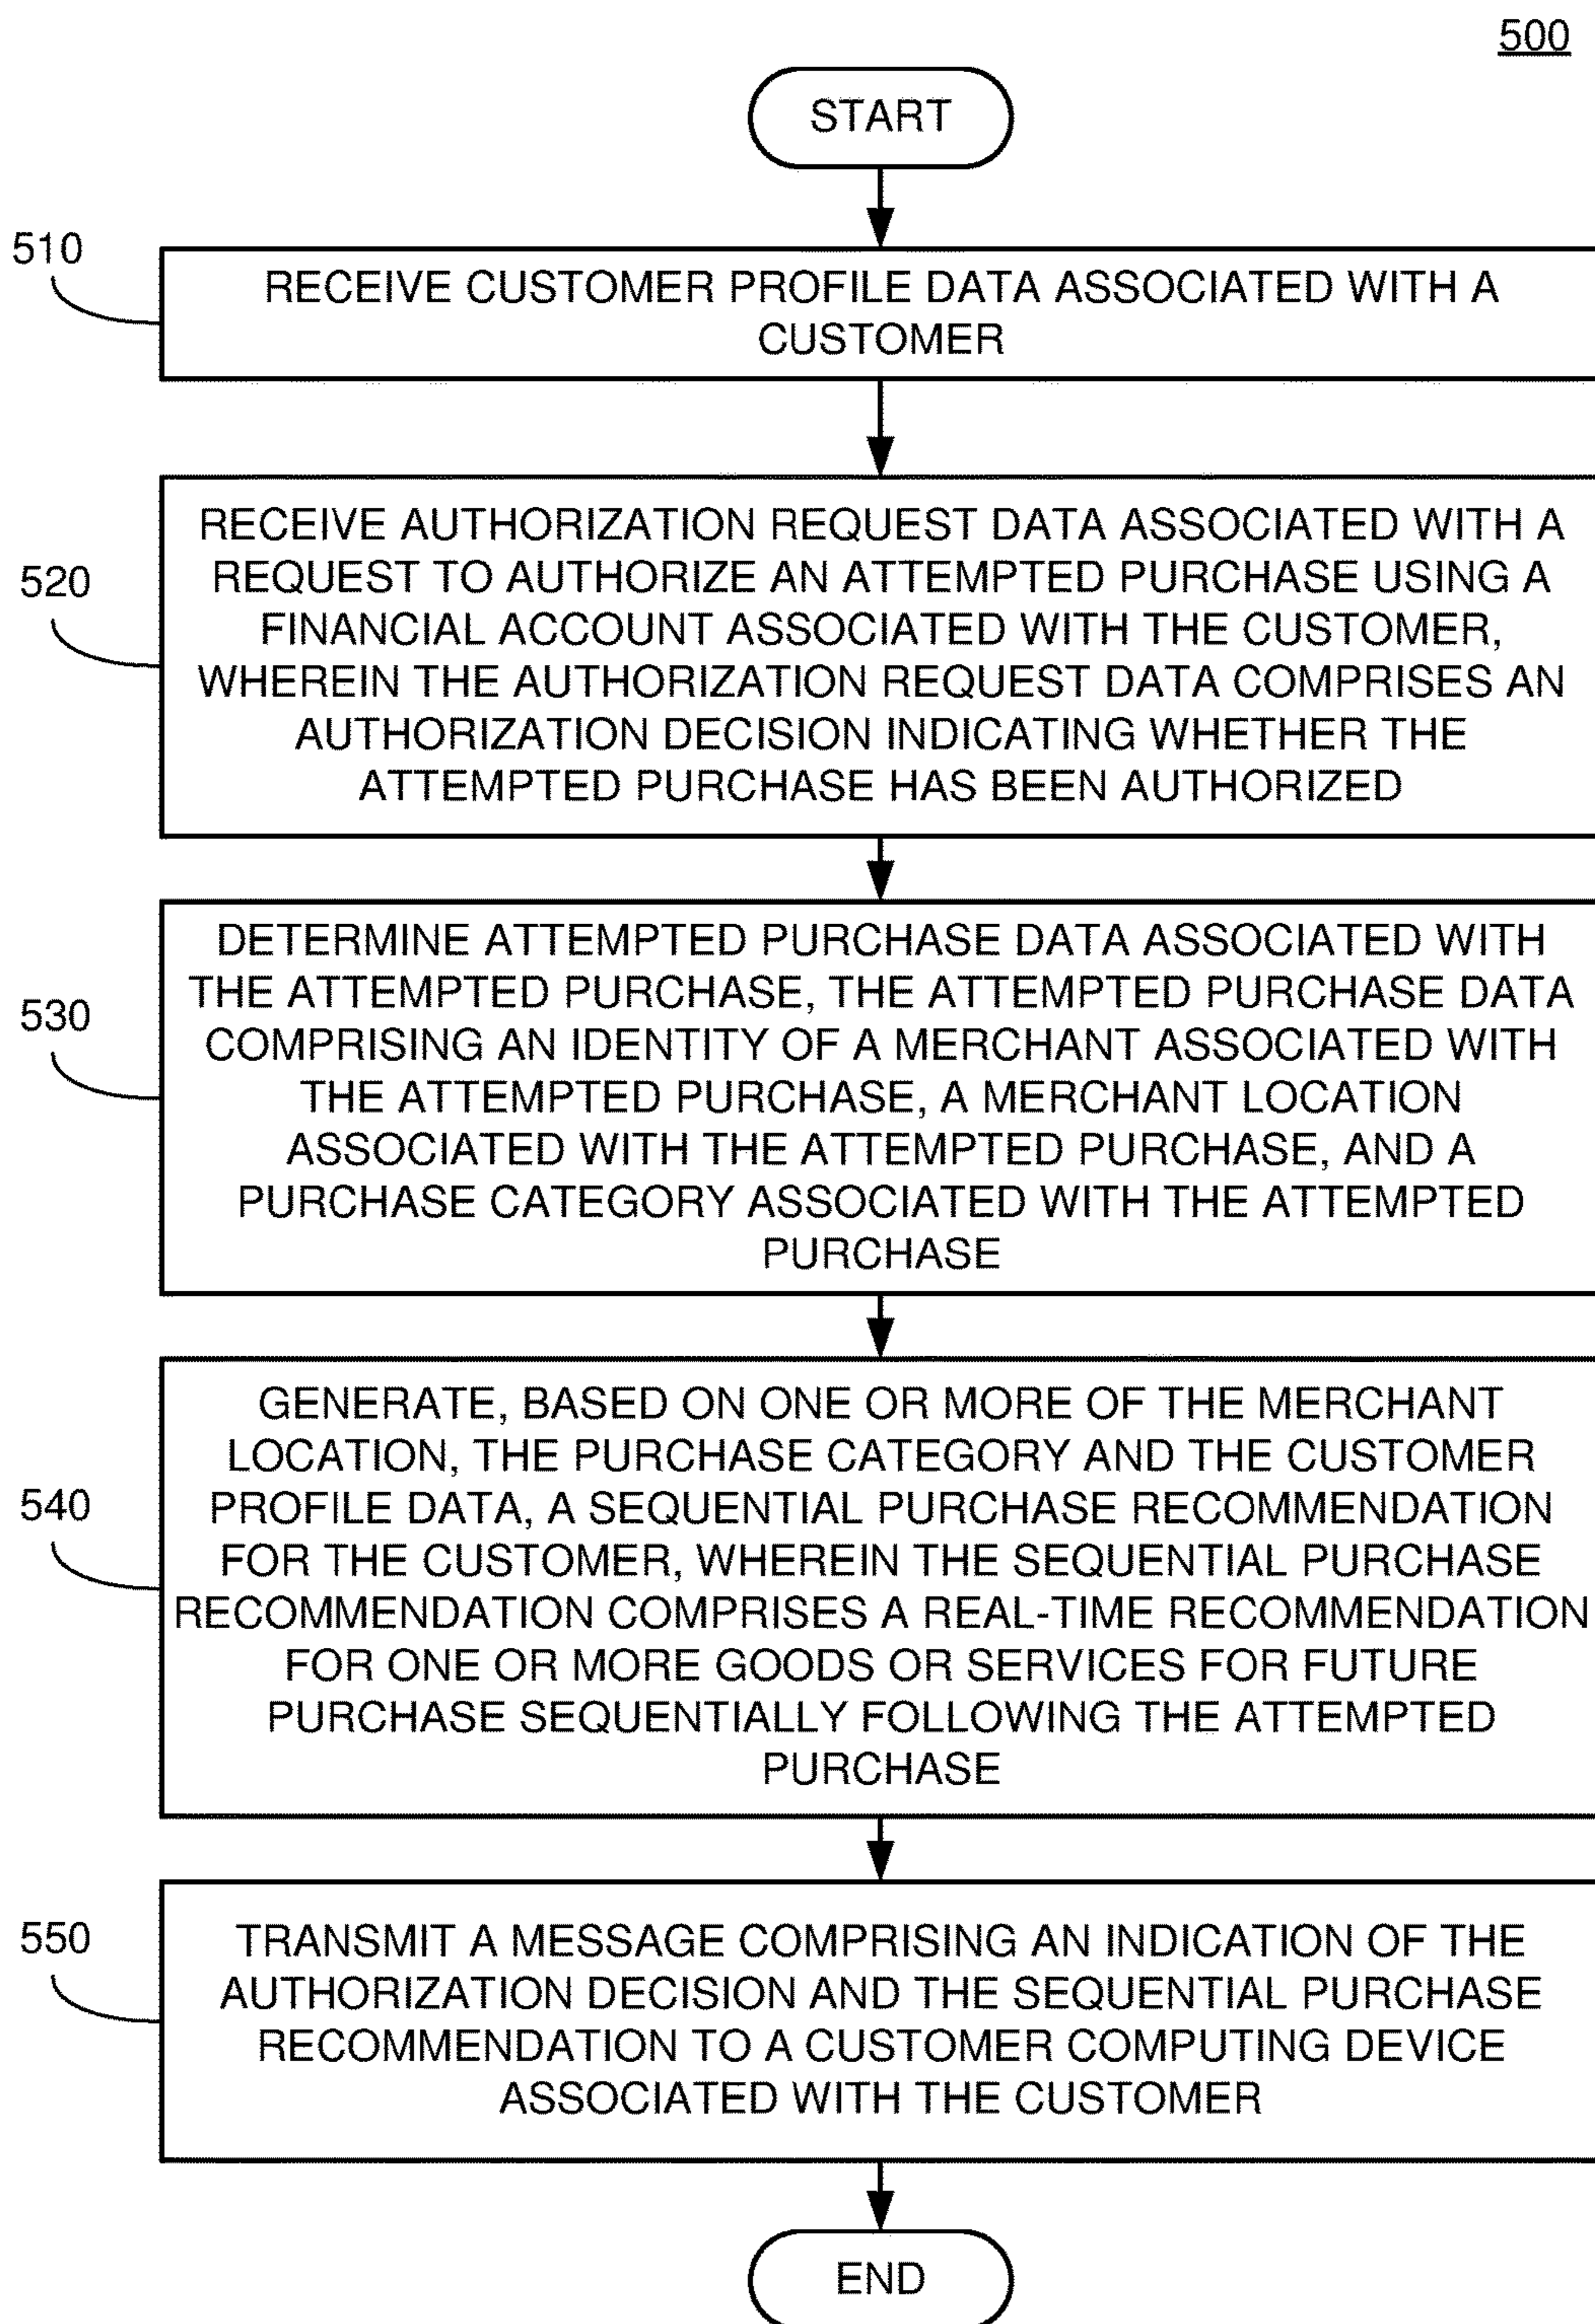 500
START
510
RECEIVE CUSTOMER PROFILE DATA ASSOCIATED WITH A
CUSTOMER
520
RECEIVE AUTHORIZATION REQUEST DATA ASSOCIATED WITH A
REQUEST TO AUTHORIZE AN ATTEMPTED PURCHASE USING A
FINANCIAL ACCOUNT ASSOCIATED WITH THE CUSTOMER,
WHEREIN THE AUTHORIZATION REQUEST DATA COMPRISES AN
AUTHORIZATION DECISION INDICATING WHETHER THE
ATTEMPTED PURCHASE HAS BEEN AUTHORIZED
530
DETERMINE ATTEMPTED PURCHASE DATA ASSOCIATED WITH
THE ATTEMPTED PURCHASE, THE ATTEMPTED PURCHASE DATA
COMPRISING AN IDENTITY OF A MERCHANT ASSOCIATED WITH
THE ATTEMPTED PURCHASE, A MERCHANT LOCATION
ASSOCIATED WITH THE ATTEMPTED PURCHASE, AND A
PURCHASE CATEGORY ASSOCIATED WITH THE ATTEMPTED
PURCHASE
540
GENERATE, BASED ON ONE OR MORE OF THE MERCHANT
LOCATION, THE PURCHASE CATEGORY AND THE CUSTOMER
PROFILE DATA, A SEQUENTIAL PURCHASE RECOMMENDATION
FOR THE CUSTOMER, WHEREIN THE SEQUENTIAL PURCHASE
RECOMMENDATION COMPRISES A REAL-TIME RECOMMENDATION
FOR ONE OR MORE GOODS OR SERVICES FOR FUTURE
PURCHASE SEQUENTIALLY FOLLOWING THE ATTEMPTED
PURCHASE
550
TRANSMIT A MESSAGE COMPRISING AN INDICATION OF THE
AUTHORIZATION DECISION AND THE SEQUENTIAL PURCHASE
RECOMMENDATION TO A CUSTOMER COMPUTING DEVICE
ASSOCIATED WITH THE CUSTOMER
END